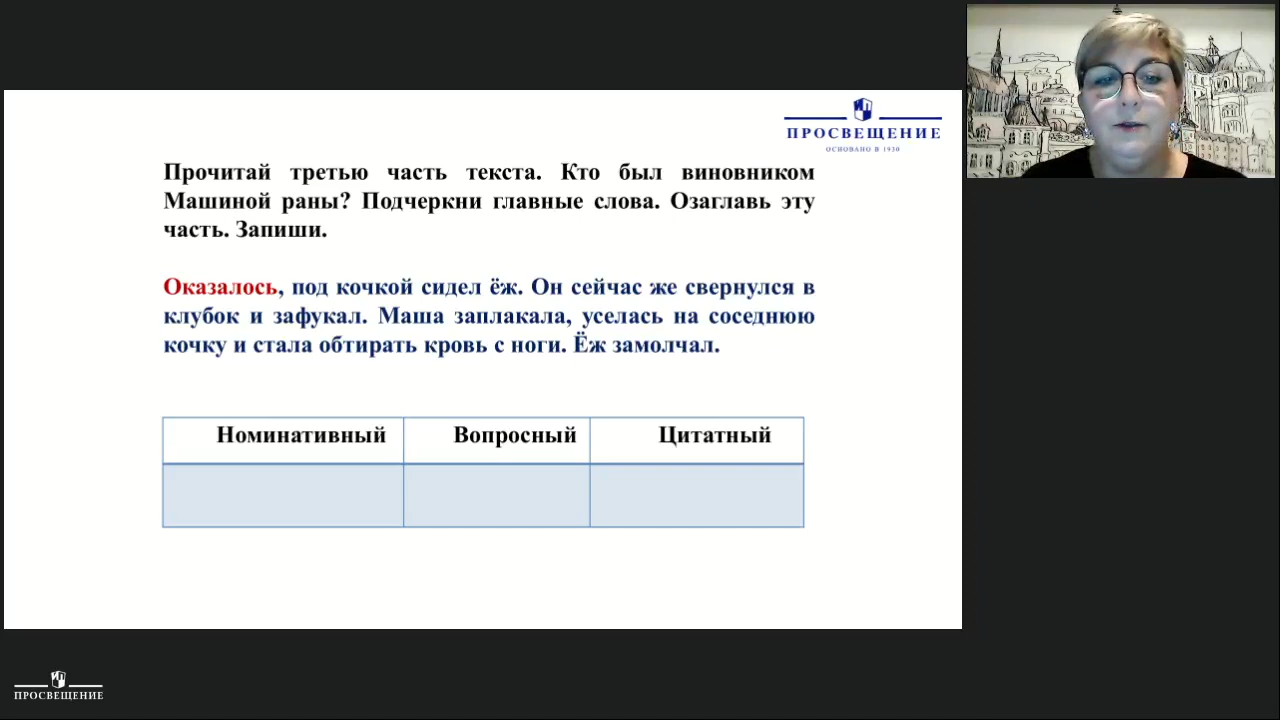 ПРОСВЕЩЕНИЕ
ОСНОВАНО В 1930
Прочитай третью часть текста. Кто был виновником
Машиной раны? Подчеркни главные слова. Озаглавь эту
часть. Запиши.
Оказалось, под кочкой сидел ёж. Он сейчас же свернулся в
клубок и зафукал. Маша заплакала, уселась на соседнюю
кочку и стала обтирать кровь с ноги. Ёж замолчал.
Номинативный Вопросный Цитатный
ПРОСВЕЩЕНИЕ